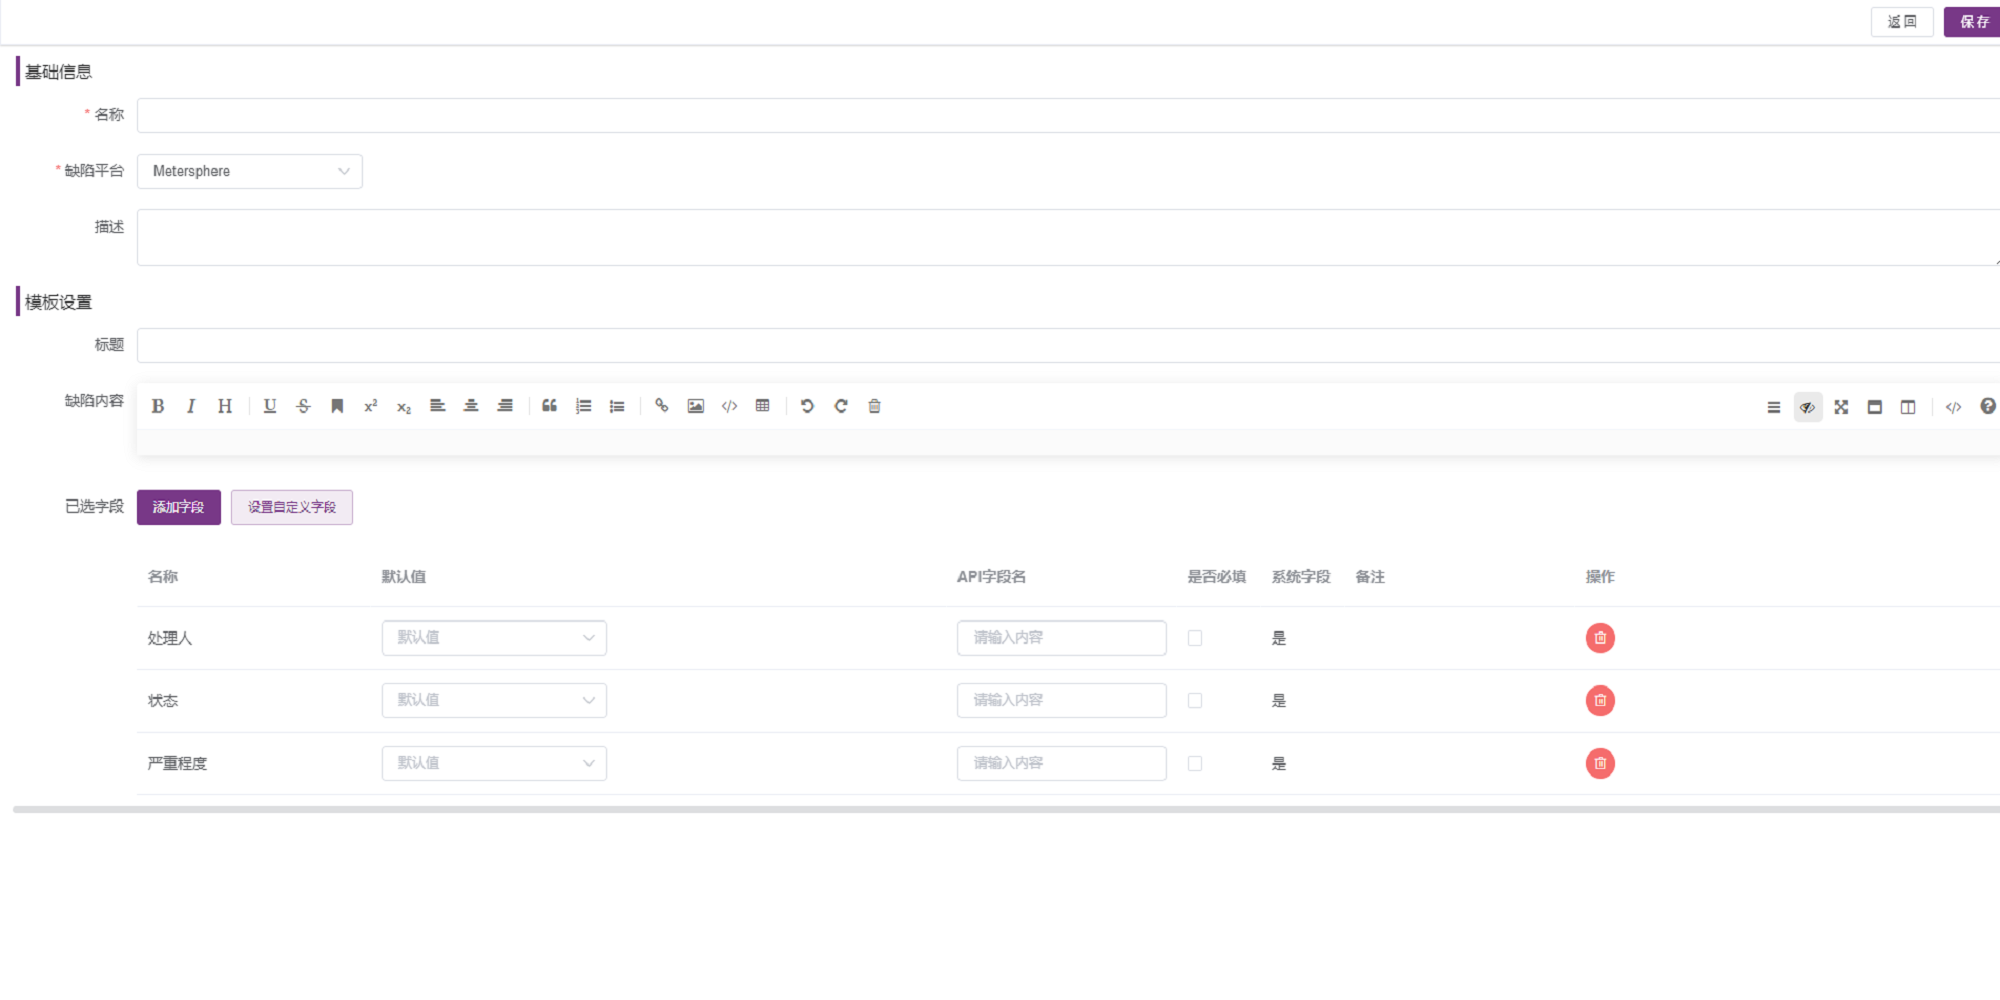 返回 保存
基础信息
* 名称
* 缺陷平台 Metersphere
描述
模板设置
标题
缺陷内容 B I H U S x² x₂
已选字段 添加字段 设置自定义字段
名称 默认值 API字段名 是否必填 系统字段 备注 操作
处理人 默认值 请输入内容 是
状态 默认值 请输入内容 是
严重程度 默认值 请输入内容 是